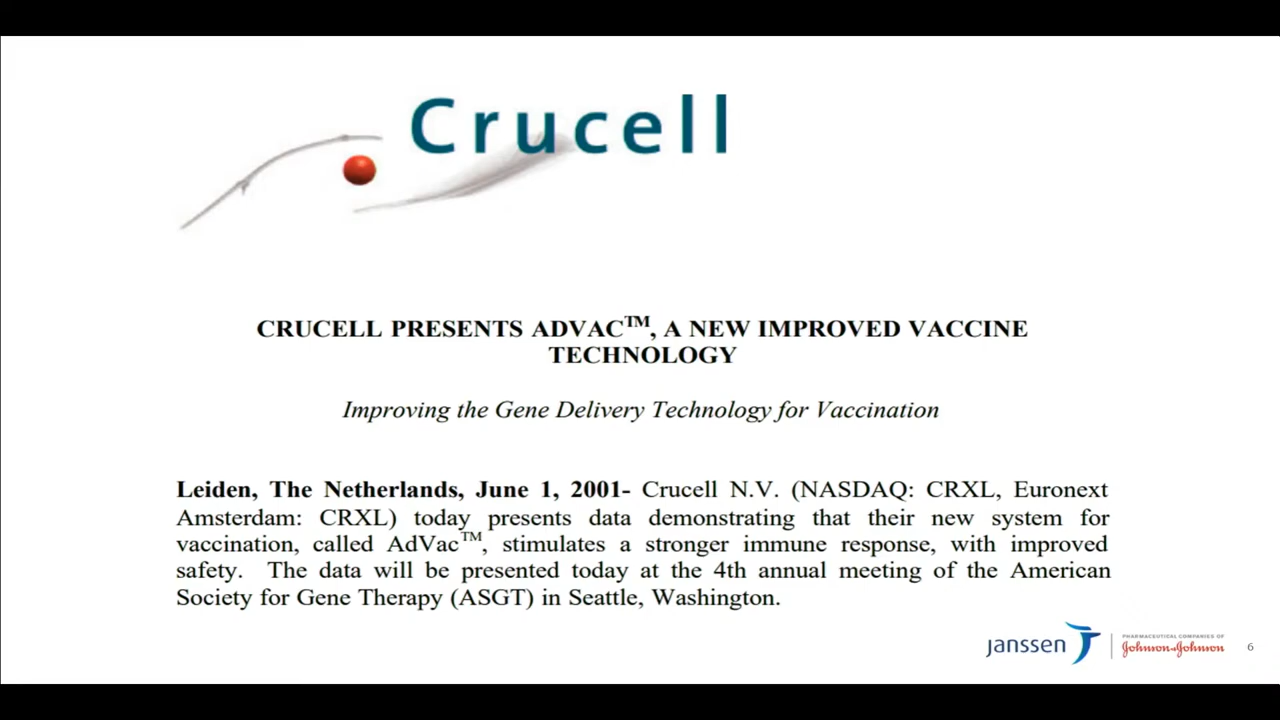 Crucell
CRUCELL PRESENTS ADVAC™, A NEW IMPROVED VACCINE
TECHNOLOGY
Improving the Gene Delivery Technology for Vaccination
Leiden, The Netherlands, June 1, 2001- Crucell N.V. (NASDAQ: CRXL, Euronext
Amsterdam: CRXL) today presents data demonstrating that their new system for
vaccination, called AdVac™, stimulates a stronger immune response, with improved
safety. The data will be presented today at the 4th annual meeting of the American
Society for Gene Therapy (ASGT) in Seattle, Washington.
janssen
PHARMACEUTICAL COMPANIES OF
Johnson & Johnson
6